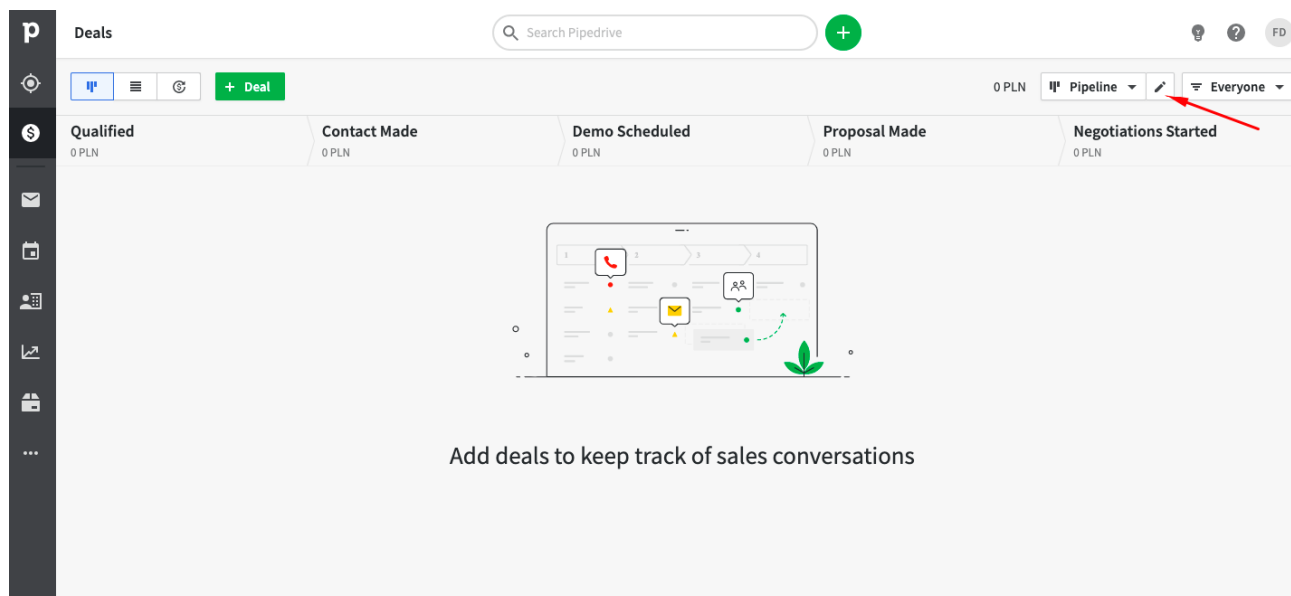 p Deals Search Pipedrive + FD
+ Deal 0 PLN Pipeline Everyone
Qualified Contact Made Demo Scheduled Proposal Made Negotiations Started
0 PLN 0 PLN 0 PLN 0 PLN 0 PLN
1 2 3 4
Add deals to keep track of sales conversations